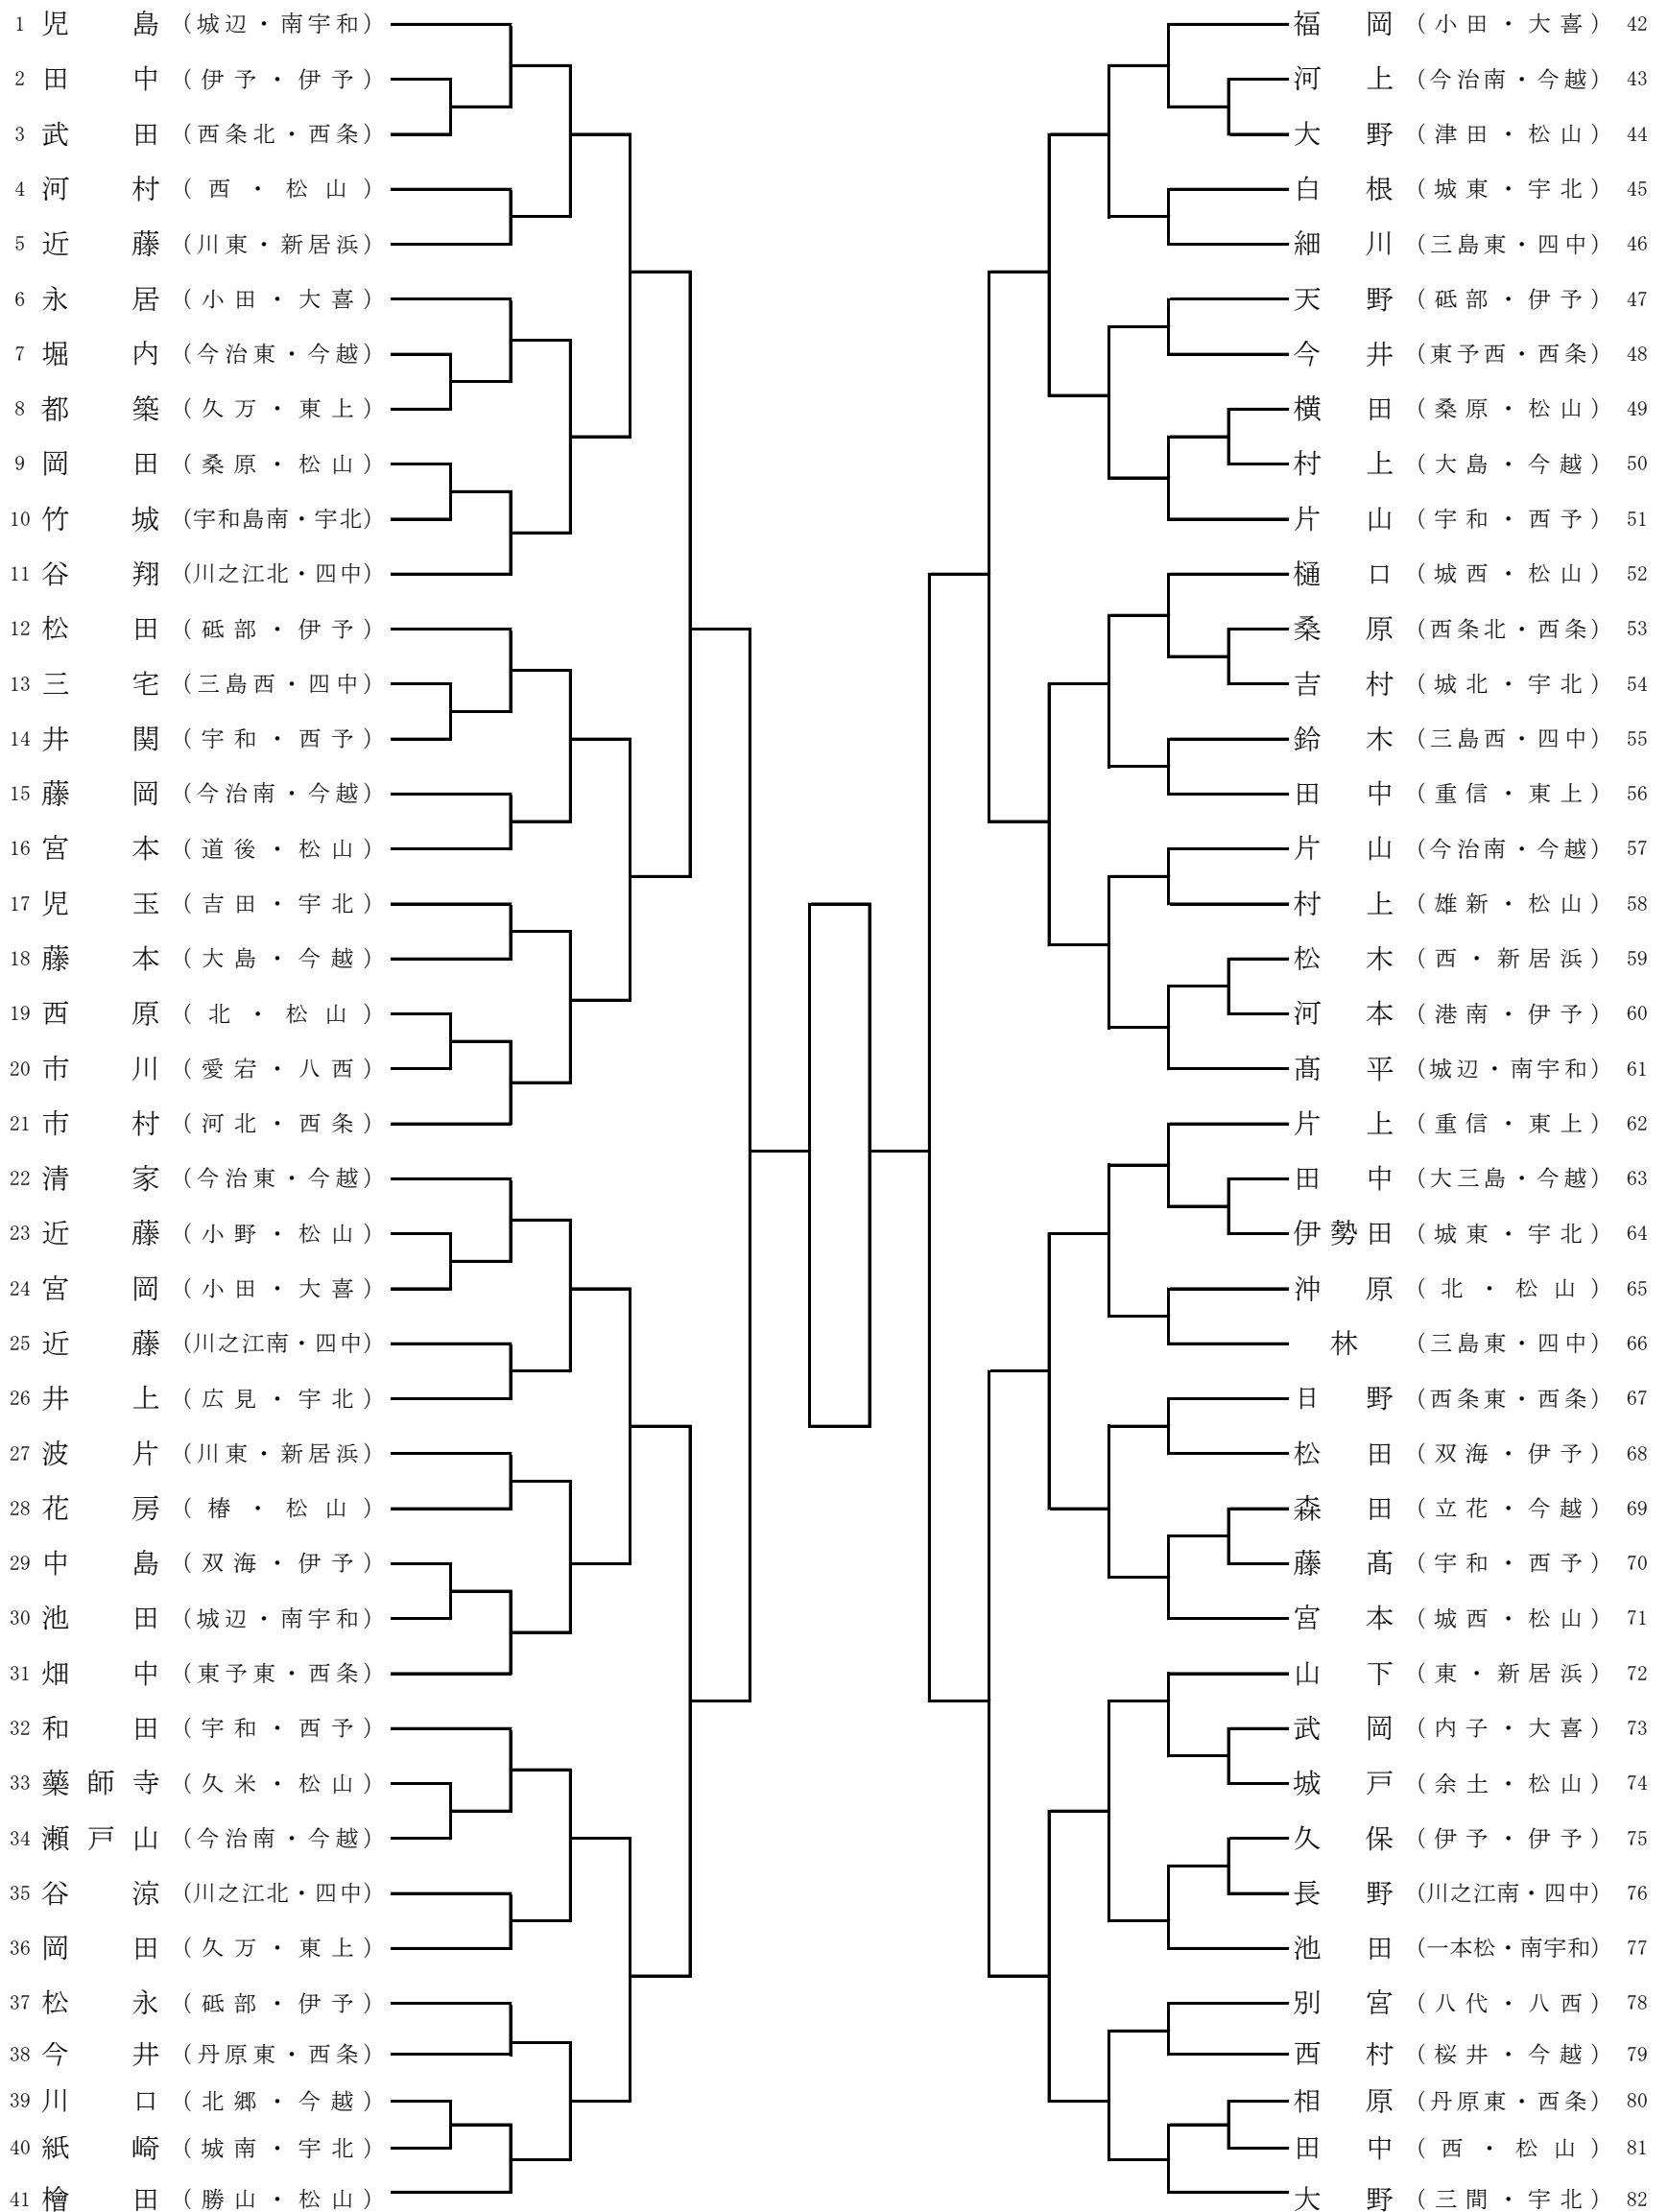 1 児島 （城辺・南宇和）
2 田中 （伊予・伊予）
3 武田 （西条北・西条）
4 河村 （西・松山）
5 近藤 （川東・新居浜）
6 永居 （小田・大喜）
7 堀内 （今治東・今越）
8 都築 （久万・東上）
9 岡田 （桑原・松山）
10 竹城 （宇和島南・宇北）
11 谷翔 （川之江北・四中）
12 松田 （砥部・伊予）
13 三宅 （三島西・四中）
14 井関 （宇和・西予）
15 藤岡 （今治南・今越）
16 宮本 （道後・松山）
17 児玉 （吉田・宇北）
18 藤本 （大島・今越）
19 西原 （北・松山）
20 市川 （愛宕・八西）
21 市村 （河北・西条）
22 清家 （今治東・今越）
23 近藤 （小野・松山）
24 宮岡 （小田・大喜）
25 近藤 （川之江南・四中）
26 井上 （広見・宇北）
27 波片 （川東・新居浜）
28 花房 （椿・松山）
29 中島 （双海・伊予）
30 池田 （城辺・南宇和）
31 畑中 （東予東・西条）
32 和田 （宇和・西予）
33 薬師寺 （久米・松山）
34 瀬戸山 （今治南・今越）
35 谷涼 （川之江北・四中）
36 岡田 （久万・東上）
37 松永 （砥部・伊予）
38 今井 （丹原東・西条）
39 川口 （北郷・今越）
40 紙崎 （城南・宇北）
41 檜田 （勝山・松山）
福岡 （小田・大喜） 42
河上 （今治南・今越） 43
大野 （津田・松山） 44
白根 （城東・宇北） 45
細川 （三島東・四中） 46
天野 （砥部・伊予） 47
今井 （東予西・西条） 48
横田 （桑原・松山） 49
村上 （大島・今越） 50
片山 （宇和・西予） 51
樋口 （城西・松山） 52
桑原 （西条北・西条） 53
吉村 （城北・宇北） 54
鈴木 （三島西・四中） 55
田中 （重信・東上） 56
片山 （今治南・今越） 57
村上 （雄新・松山） 58
松木 （西・新居浜） 59
河本 （港南・伊予） 60
髙平 （城辺・南宇和） 61
片上 （重信・東上） 62
田中 （大三島・今越） 63
伊勢田 （城東・宇北） 64
沖原 （北・松山） 65
林 （三島東・四中） 66
日野 （西条東・西条） 67
松田 （双海・伊予） 68
森田 （立花・今越） 69
藤髙 （宇和・西予） 70
宮本 （城西・松山） 71
山下 （東・新居浜） 72
武岡 （内子・大喜） 73
城戸 （余土・松山） 74
久保 （伊予・伊予） 75
長野 （川之江南・四中） 76
池田 （一本松・南宇和） 77
別宮 （八代・八西） 78
西村 （桜井・今越） 79
相原 （丹原東・西条） 80
田中 （西・松山） 81
大野 （三間・宇北） 82